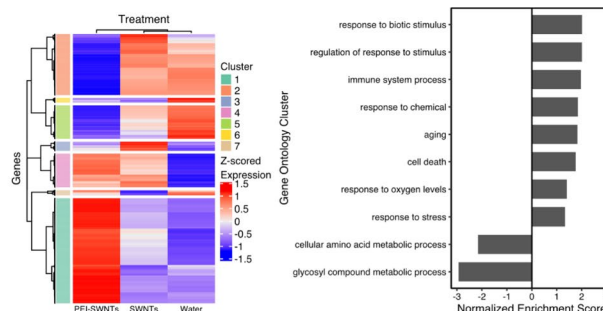 Treatment
Genes
Cluster
1
2
3
4
5
6
7
Z-scored
Expression
1.5
1
0.5
0
-0.5
-1
-1.5
PEI-SWNTs SWNTs Water
Gene Ontology Cluster
response to biotic stimulus
regulation of response to stimulus
immune system process
response to chemical
aging
cell death
response to oxygen levels
response to stress
cellular amino acid metabolic process
glycosyl compound metabolic process
-3 -2 -1 0 1 2
Normalized Enrichment Score